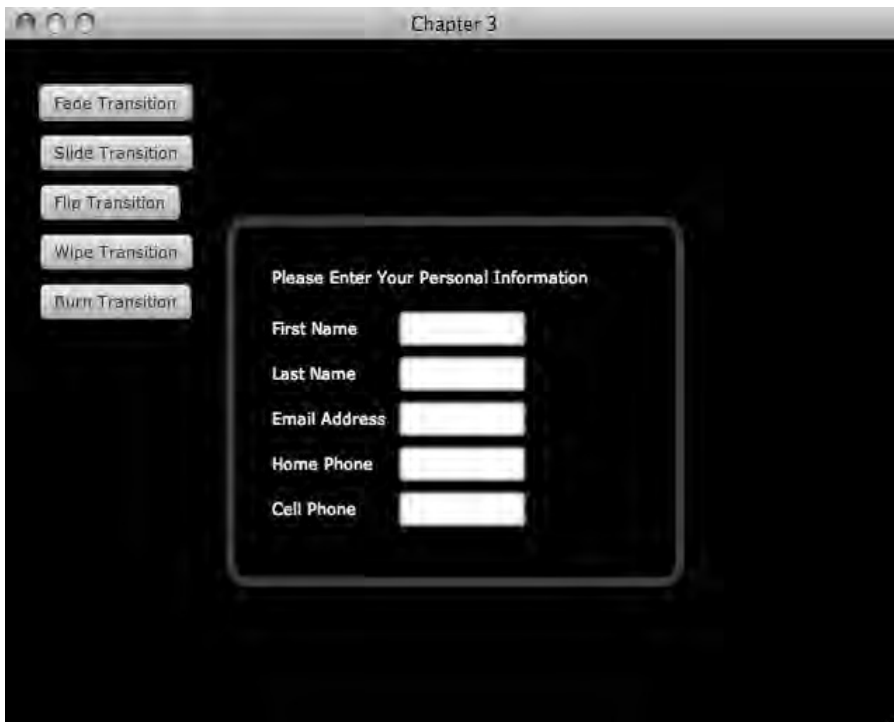 Chapter 3
Fade Transition
Slide Transition
Flip Transition
Wipe Transition
Burn Transition
Please Enter Your Personal Information
First Name
Last Name
Email Address
Home Phone
Cell Phone